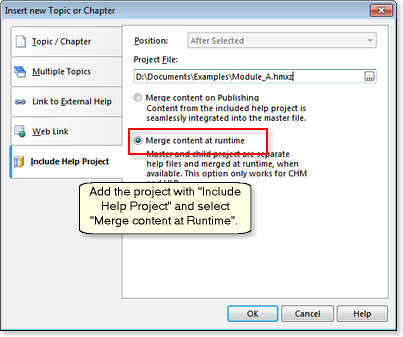 Insert new Topic or Chapter
Topic / Chapter
Multiple Topics
Link to External Help
Web Link
Include Help Project
Position:
After Selected
Project File:
D:\Documents\Examples\Module_A.hmxz
...
Merge content on Publishing
Content from the included help project is
seamlessly integrated into the master file.
Merge content at runtime
Master and child project are separate
help files and merged at runtime, when
available. This option only works for CHM
Add the project with "Include
Help Project" and select
"Merge content at Runtime".
OK
Cancel
Help